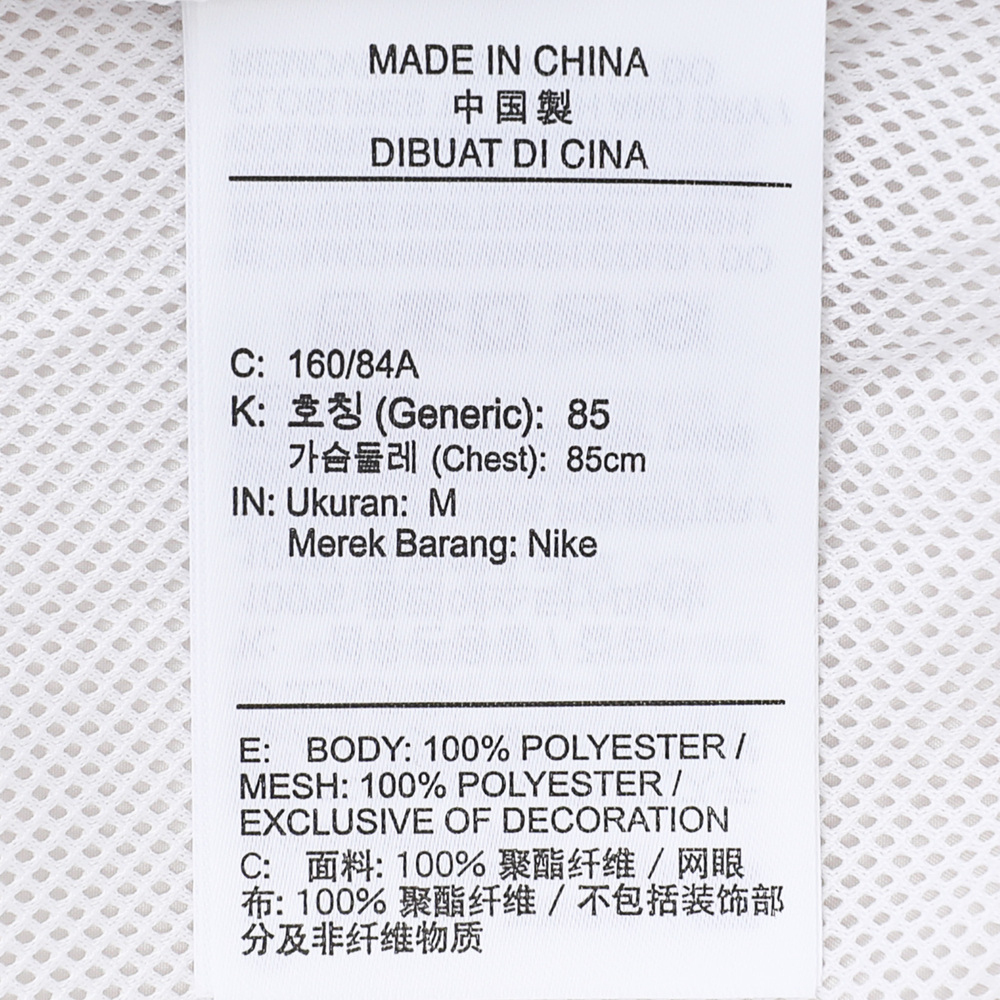 MADE IN CHINA
中国製
DIBUAT DI CINA
C: 160/84A
K: 호칭 (Generic): 85
가슴둘레 (Chest): 85cm
IN: Ukuran: M
Merek Barang: Nike
E: BODY: 100% POLYESTER /
MESH: 100% POLYESTER /
EXCLUSIVE OF DECORATION
C: 面料: 100% 聚酯纤维 / 网眼
布: 100% 聚酯纤维 / 不包括装饰部
分及非纤维物质